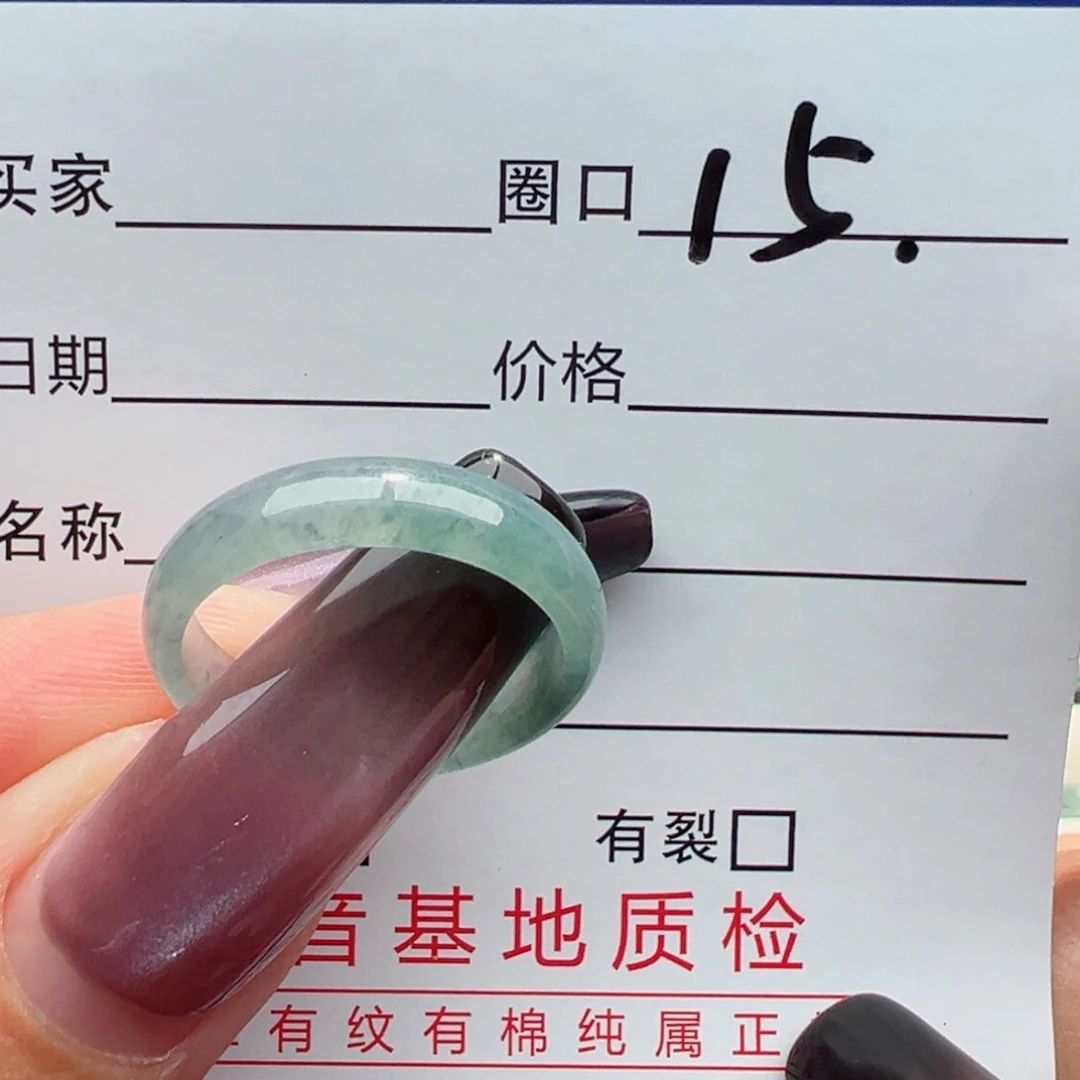 买家 圈口 15.
日期 价格
名称
有裂
音基地质检
有纹有棉纯属正